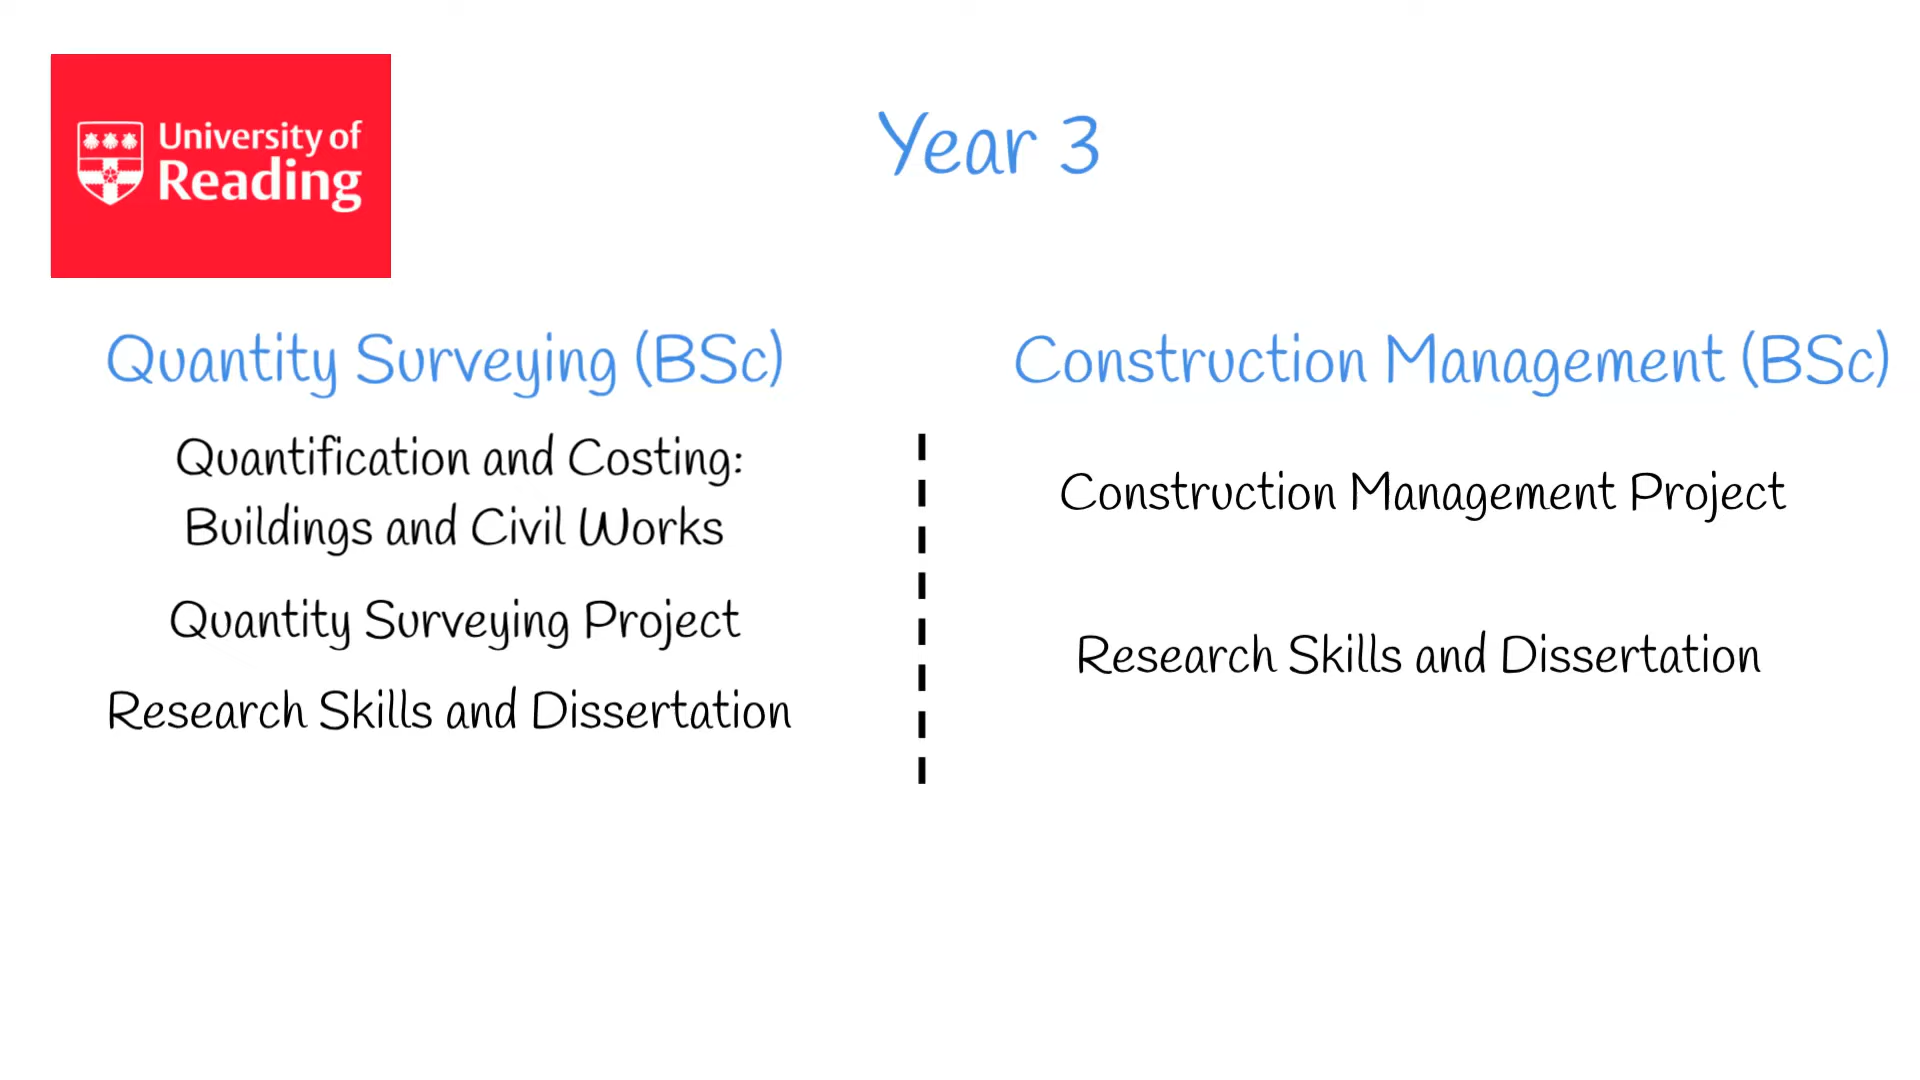 University of
Reading
Year 3
Quantity Surveying (BSc)
Quantification and Costing:
Buildings and Civil Works
Quantity Surveying Project
Research Skills and Dissertation
Construction Management (BSc)
Construction Management Project
Research Skills and Dissertation